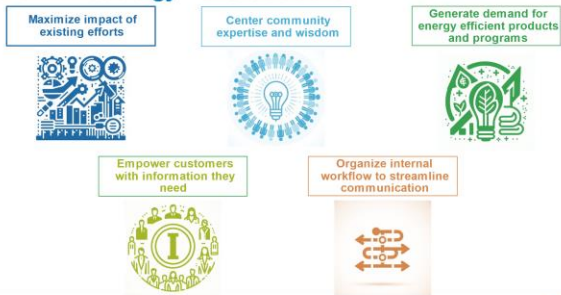 Maximize impact of
existing efforts
Center community
expertise and wisdom
Generate demand for
energy efficient products
and programs
Empower customers
with information they
need
I
Organize internal
workflow to streamline
communication